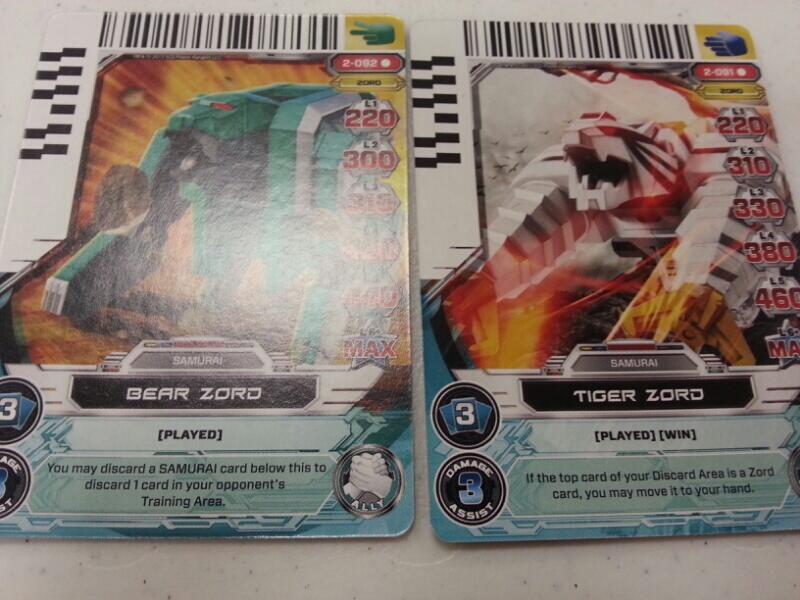 2-092
ZORD
L1
220
L2
300
L3
315
MAX
SAMURAI
BEAR ZORD
3
[PLAYED]
You may discard a SAMURAI card below this to
discard 1 card in your opponent's
Training Area.
ALLY
2-091
ZORD
L1
220
L2
310
L3
330
L4
380
L5
460
MAX
SAMURAI
TIGER ZORD
3
[PLAYED] [WIN]
DAMAGE
3
ASSIST
If the top card of your Discard Area is a Zord
card, you may move it to your hand.